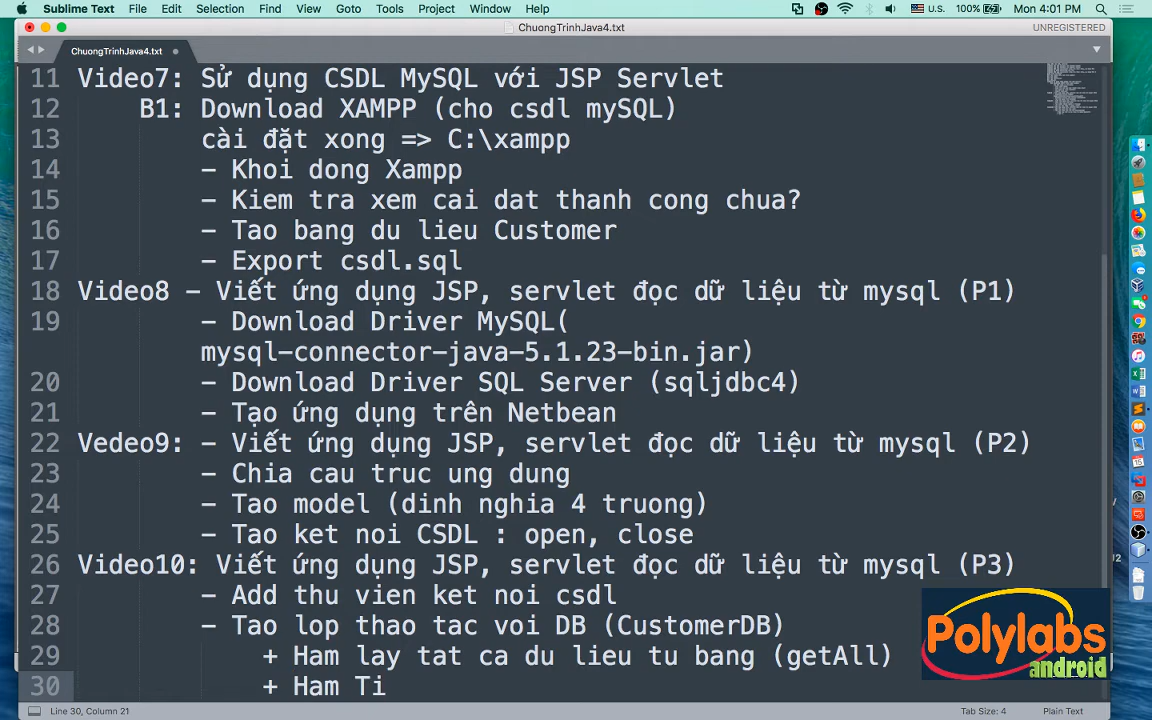 Sublime Text File Edit Selection Find View Goto Tools Project Window Help U.S. 100% Mon 4:01 PM
ChuongTrinhJava4.txt UNREGISTERED
ChuongTrinhJava4.txt
11 Video7: Sử dụng CSDL MySQL với JSP Servlet
12 B1: Download XAMPP (cho csdl mySQL)
13 cài đặt xong => C:\xampp
14 - Khoi dong Xampp
15 - Kiem tra xem cai dat thanh cong chua?
16 - Tao bang du lieu Customer
17 - Export csdl.sql
18 Video8 - Viết ứng dụng JSP, servlet đọc dữ liệu từ mysql (P1)
19 - Download Driver MySQL(
mysql-connector-java-5.1.23-bin.jar)
20 - Download Driver SQL Server (sqljdbc4)
21 - Tạo ứng dụng trên Netbean
22 Vedeo9: - Viết ứng dụng JSP, servlet đọc dữ liệu từ mysql (P2)
23 - Chia cau truc ung dung
24 - Tao model (dinh nghia 4 truong)
25 - Tao ket noi CSDL : open, close
26 Video10: Viết ứng dụng JSP, servlet đọc dữ liệu từ mysql (P3)
27 - Add thu vien ket noi csdl
28 - Tao lop thao tac voi DB (CustomerDB)
29 + Ham lay tat ca du lieu tu bang (getAll)
30 + Ham Ti
Polylabs
android
Line 30, Column 21 Tab Size: 4 Plain Text